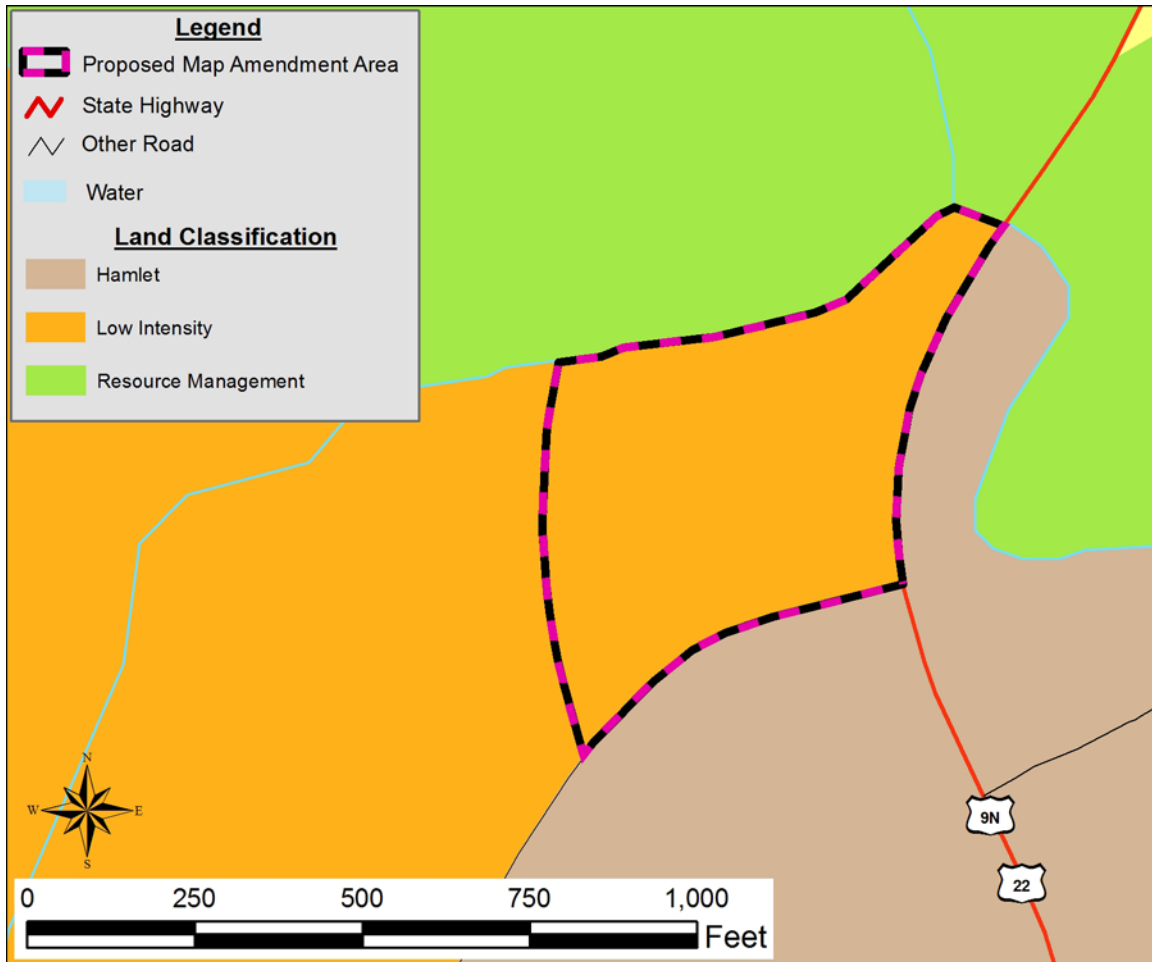 Legend
Proposed Map Amendment Area
State Highway
Other Road
Water
Land Classification
Hamlet
Low Intensity
Resource Management
N
W E
S
9N
22
0 250 500 750 1,000
Feet